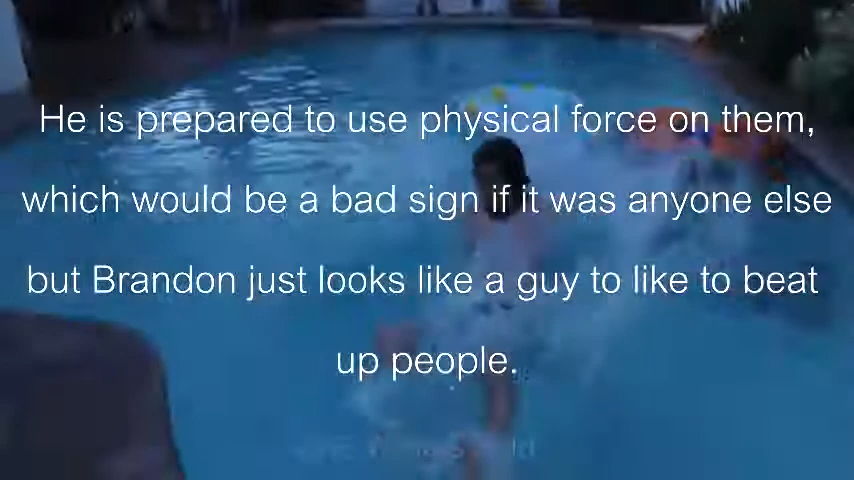 He is prepared to use physical force on them,
which would be a bad sign if it was anyone else
but Brandon just looks like a guy to like to beat
up people.